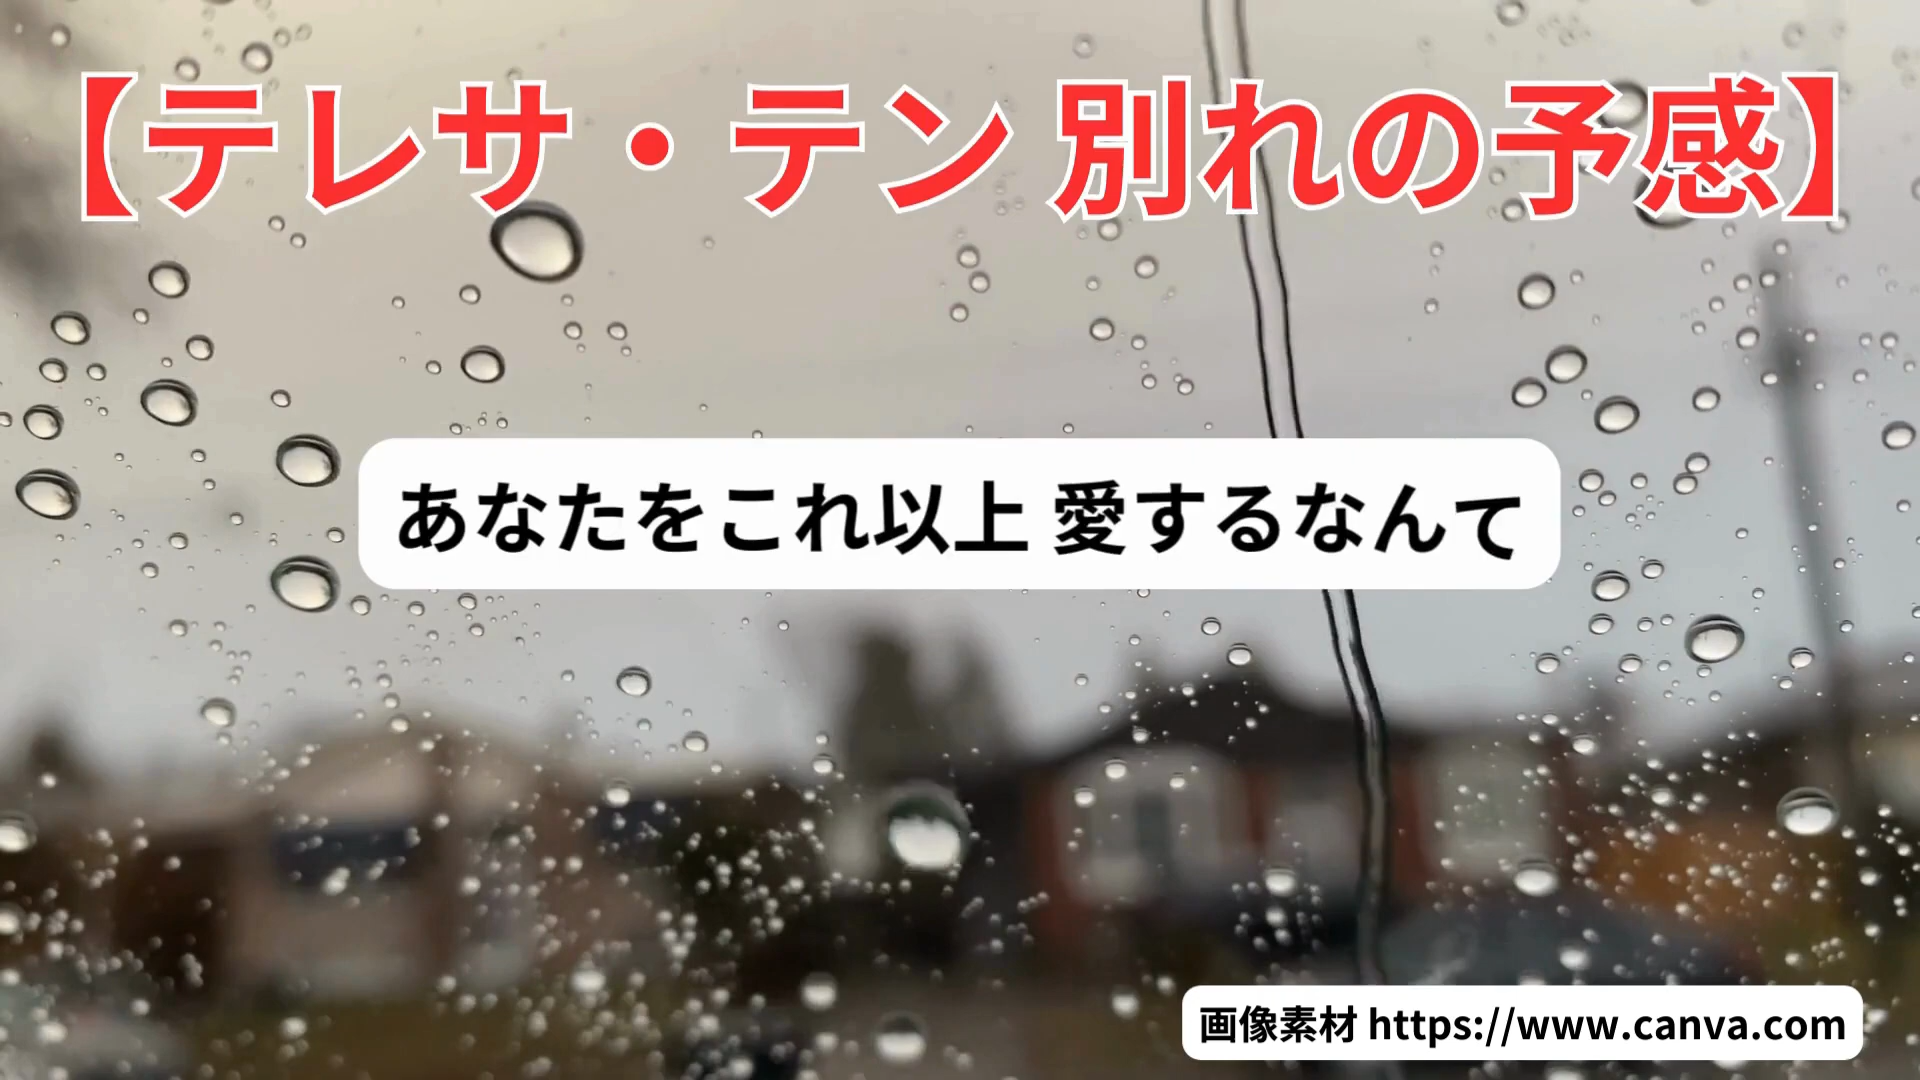 【テレサ・テン 別れの予感】
あなたをこれ以上 愛するなんて
画像素材 https://www.canva.com